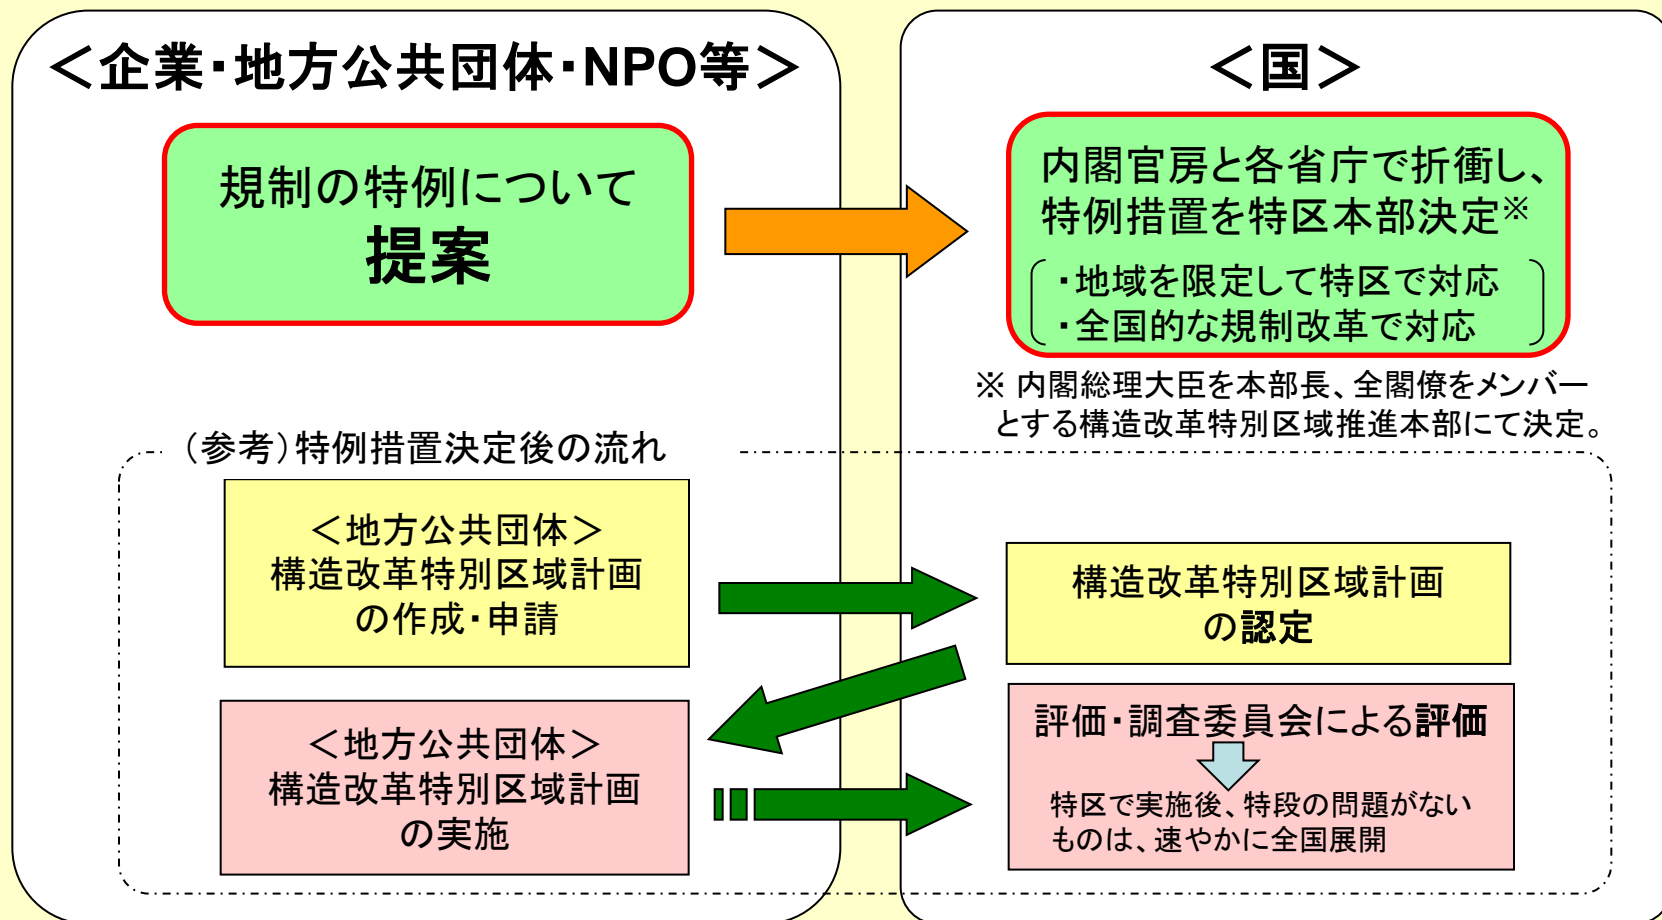 ＜企業・地方公共団体・NPO等＞
規制の特例について
提案
＜国＞
内閣官房と各省庁で折衝し、
特例措置を特区本部決定※
・地域を限定して特区で対応
・全国的な規制改革で対応
※ 内閣総理大臣を本部長、全閣僚をメンバー
とする構造改革特別区域推進本部にて決定。
（参考）特例措置決定後の流れ
＜地方公共団体＞
構造改革特別区域計画
の作成・申請
構造改革特別区域計画
の認定
＜地方公共団体＞
構造改革特別区域計画
の実施
評価・調査委員会による評価
特区で実施後、特段の問題がない
ものは、速やかに全国展開